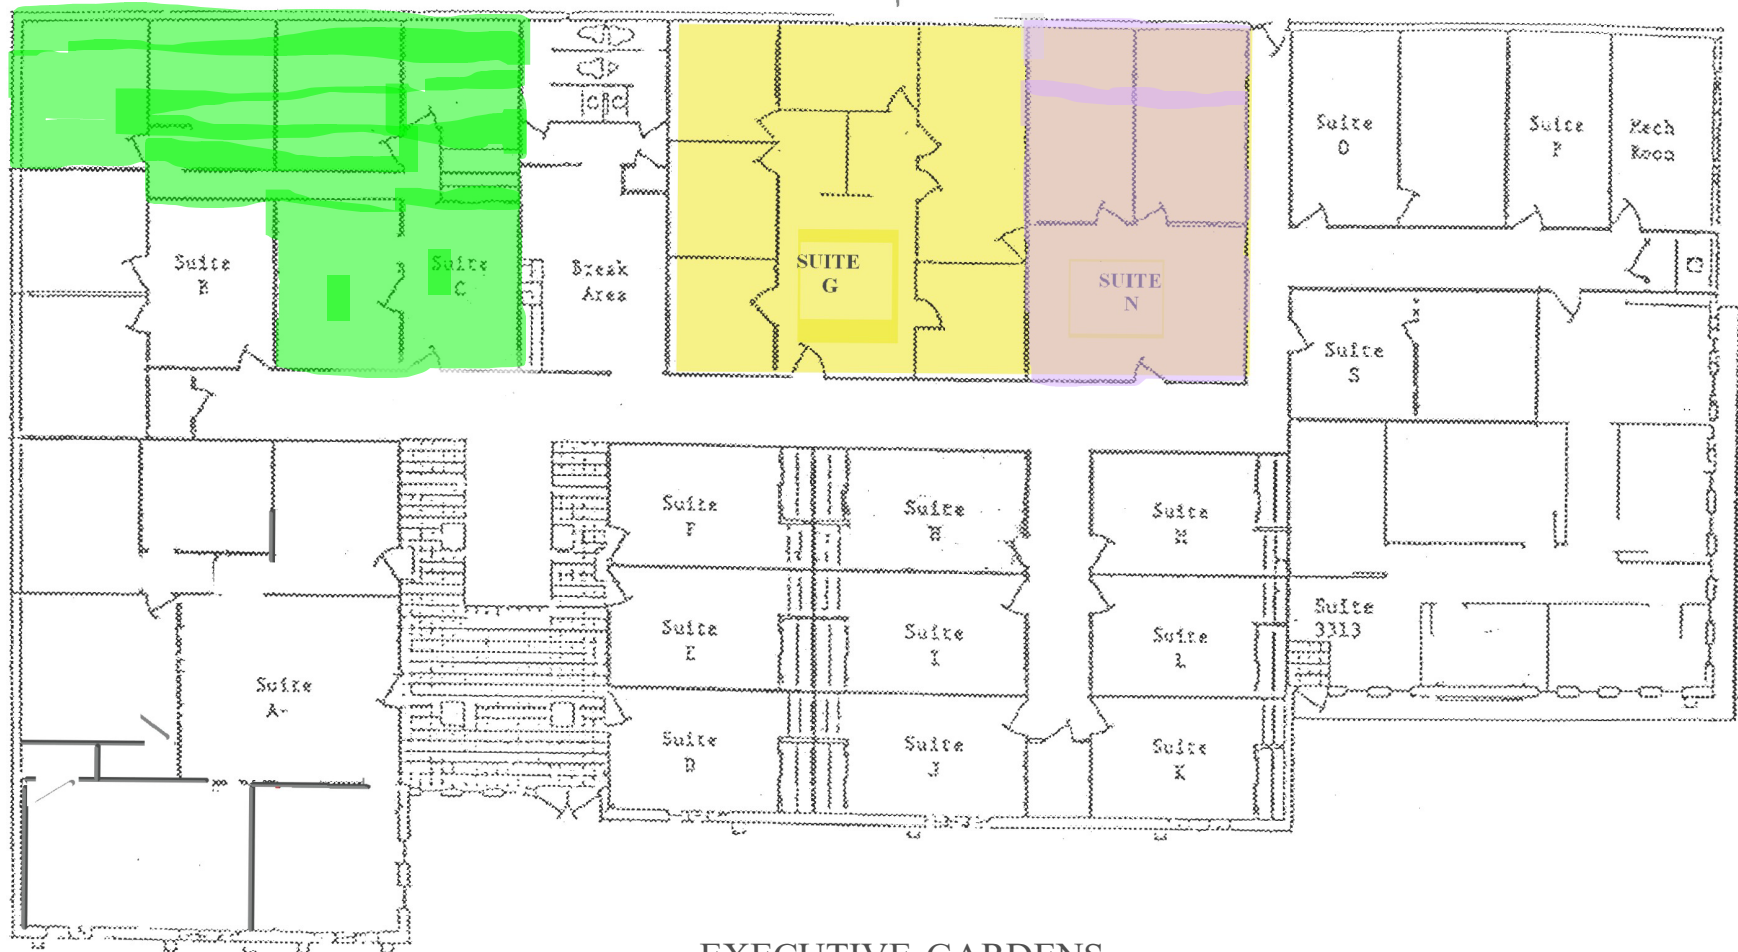 Suite
O
Suite
P
Mech
Room
Suite
B
Suite
C
Break
Area
SUITE
G
SUITE
N
Suite
S
Suite
F
Suite
H
Suite
M
Suite
E
Suite
I
Suite
L
Suite
3313
Suite
A-
Suite
D
Suite
J
Suite
K
EXECUTIVE GARDENS